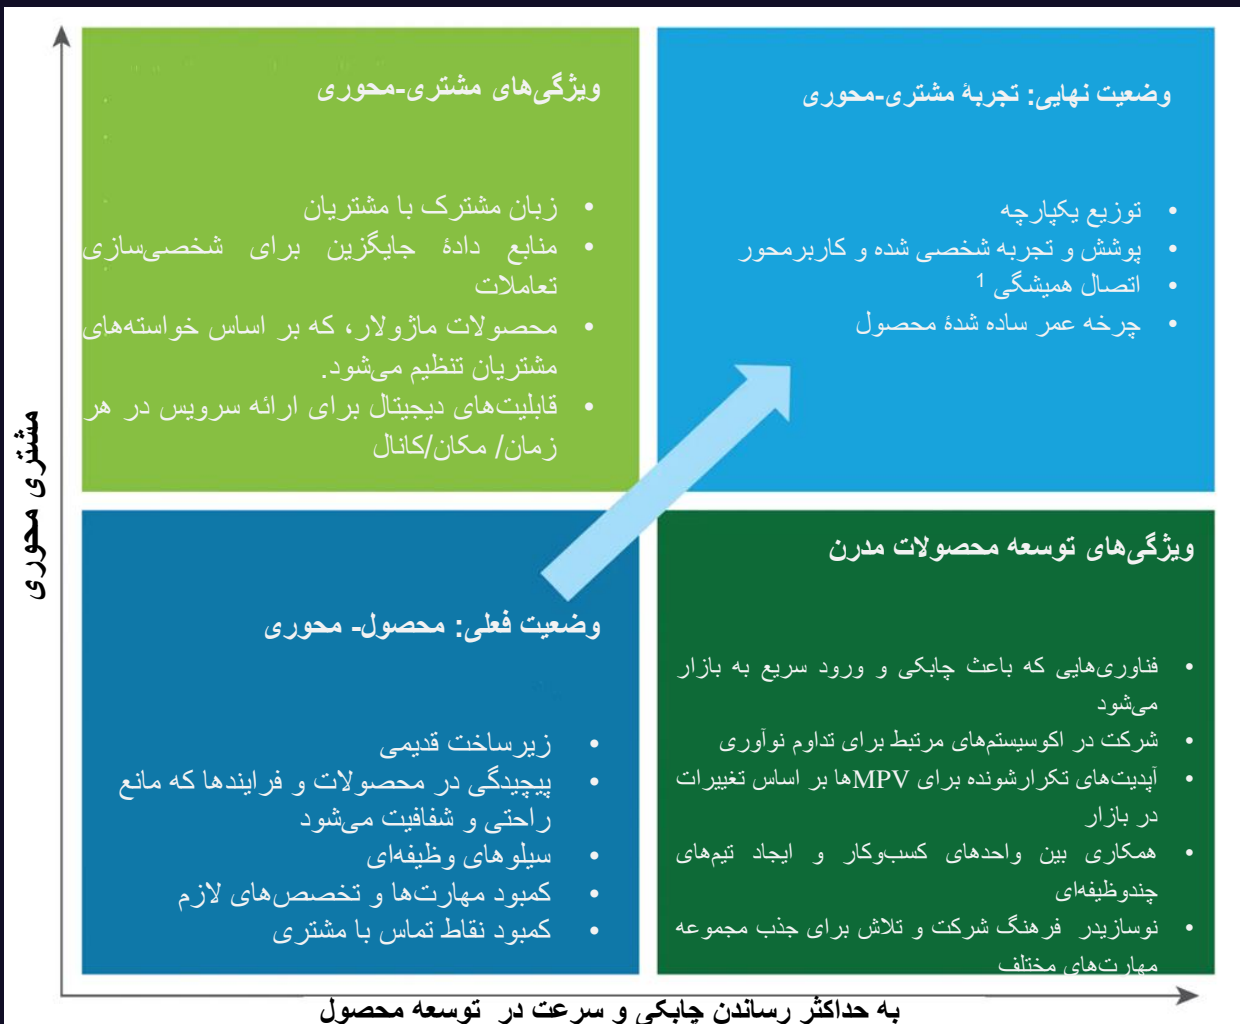 ویژگی‌های مشتری-محوری
• زبان مشترک با مشتریان
• منابع دادهٔ جایگزین برای شخصی‌سازی
تعاملات
• محصولات ماژولار، که بر اساس خواسته‌های
مشتریان تنظیم می‌شود.
• قابلیت‌های دیجیتال برای ارائه سرویس در هر
زمان/ مکان/کانال
وضعیت نهایی: تجربهٔ مشتری-محوری
• توزیع یکپارچه
• پوشش و تجربه شخصی شده و کاربرمحور
• اتصال همیشگی 1
• چرخه عمر ساده شدهٔ محصول
وضعیت فعلی: محصول- محوری
• زیرساخت قدیمی
• پیچیدگی در محصولات و فرایندها که مانع
راحتی و شفافیت می‌شود
• سیلوهای وظیفه‌ای
• کمبود مهارت‌ها و تخصص‌های لازم
• کمبود نقاط تماس با مشتری
ویژگی‌های توسعه محصولات مدرن
• فناوری‌هایی که باعث چابکی و ورود سریع به بازار
می‌شود
• شرکت در اکوسیستم‌های مرتبط برای تداوم نوآوری
• آپدیت‌های تکرارشونده برای MPVها بر اساس تغییرات
در بازار
• همکاری بین واحدهای کسب‌وکار و ایجاد تیم‌های
چندوظیفه‌ای
• نوسازیدر فرهنگ شرکت و تلاش برای جذب مجموعه
مهارت‌های مختلف
مشتری محوری
به حداکثر رساندن چابکی و سرعت در توسعه محصول